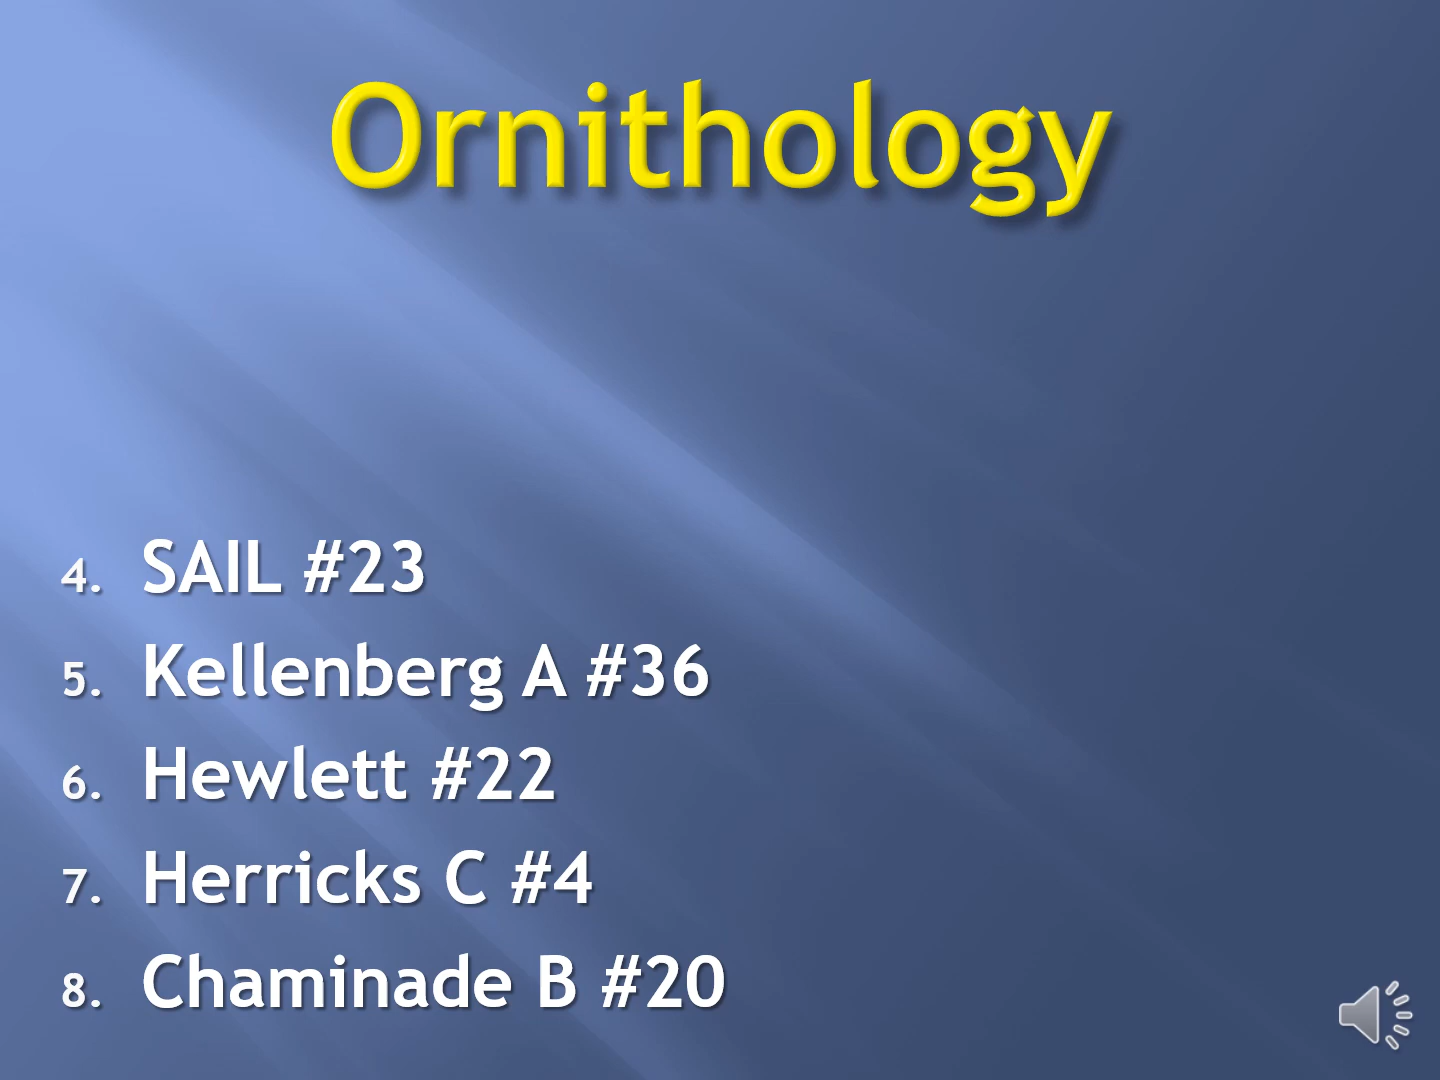 Ornithology
4. SAIL #23
5. Kellenberg A #36
6. Hewlett #22
7. Herricks C #4
8. Chaminade B #20